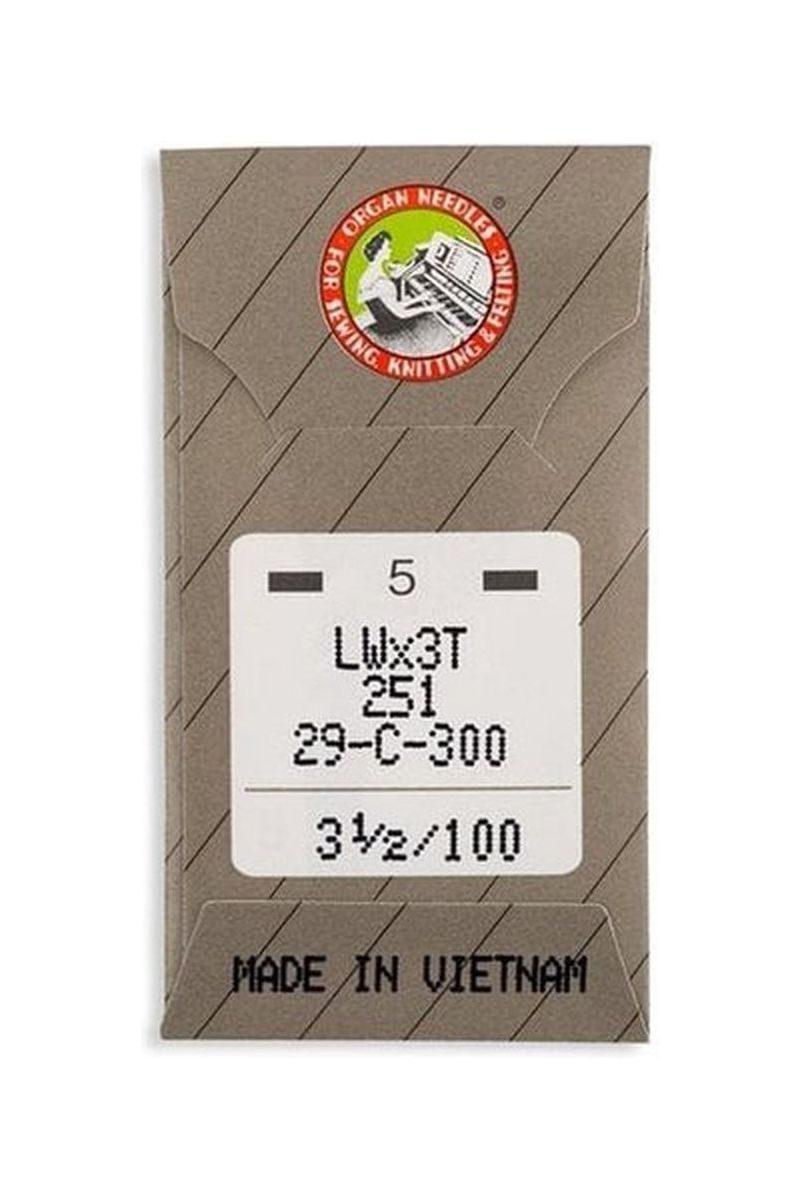 ORGAN NEEDLES ®
FOR SEWING, KNITTING & FELTING
5
LWx3T
251
29-C-300
3½/100
MADE IN VIETNAM